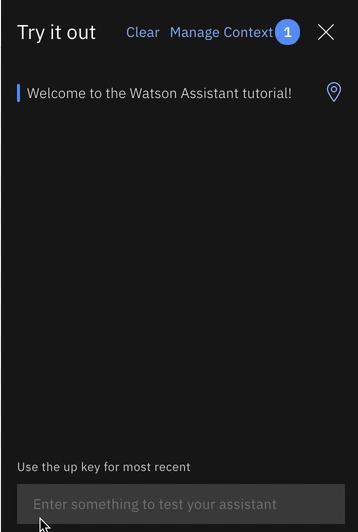 Try it out Clear Manage Context 1
Welcome to the Watson Assistant tutorial!
Use the up key for most recent
Enter something to test your assistant